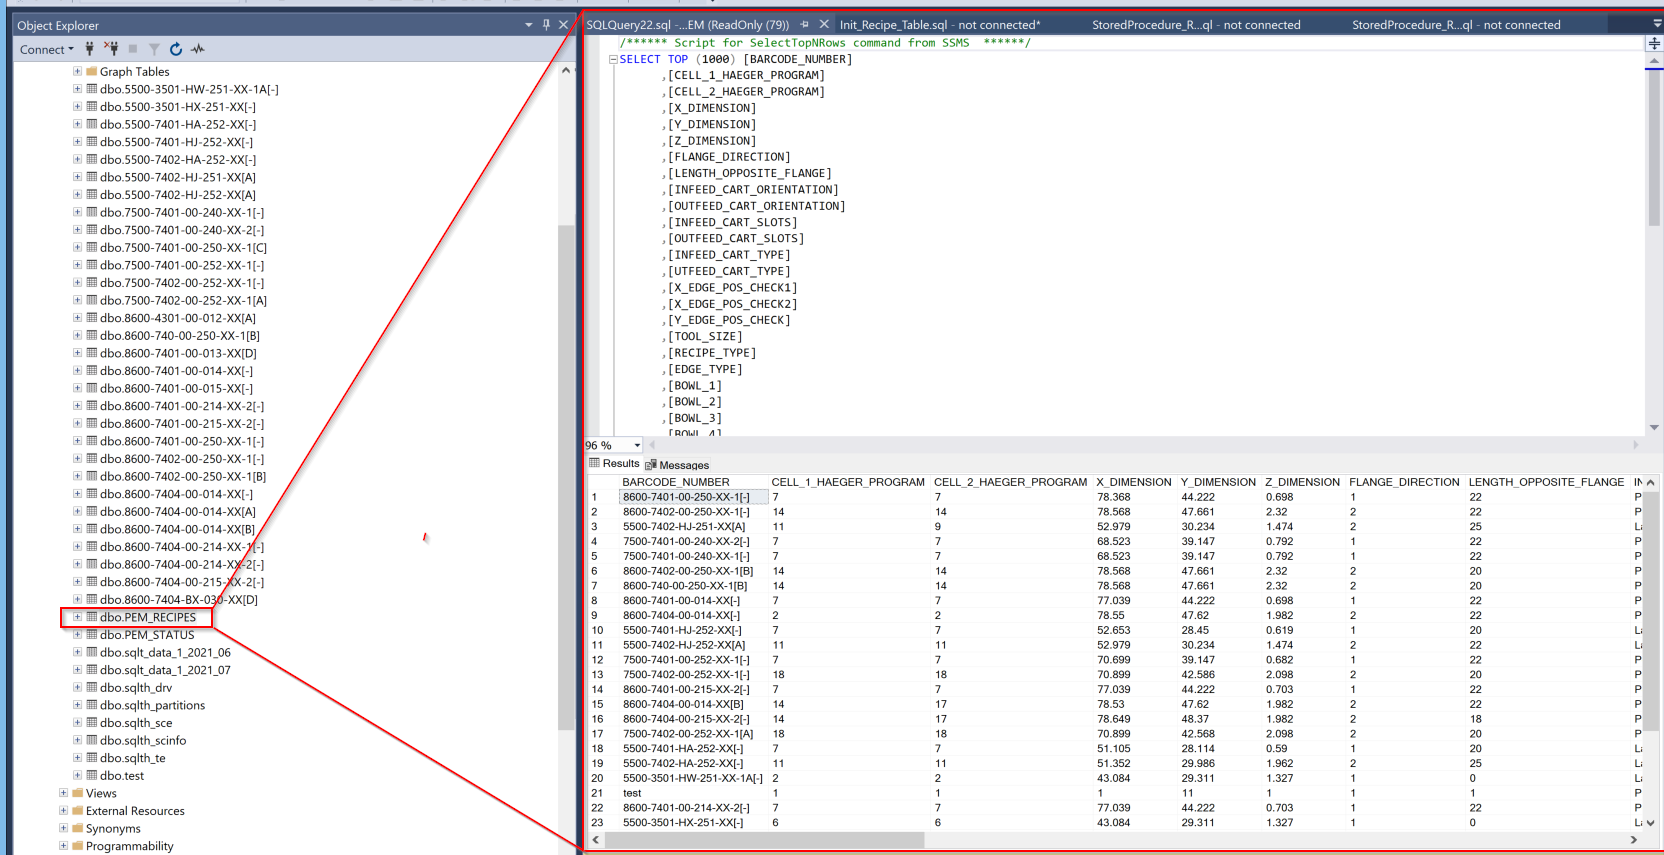 Object Explorer
Connect
Graph Tables
dbo.5500-3501-HW-251-XX-1A[-]
dbo.5500-3501-HX-251-XX[-]
dbo.5500-7401-HA-252-XX[-]
dbo.5500-7401-HJ-252-XX[-]
dbo.5500-7402-HA-252-XX[-]
dbo.5500-7402-HJ-251-XX[A]
dbo.5500-7402-HJ-252-XX[A]
dbo.7500-7401-00-240-XX-1[-]
dbo.7500-7401-00-240-XX-2[-]
dbo.7500-7401-00-250-XX-1[C]
dbo.7500-7401-00-252-XX-1[-]
dbo.7500-7402-00-252-XX-1[-]
dbo.7500-7402-00-252-XX-1[A]
dbo.8600-4301-00-012-XX[A]
dbo.8600-740-00-250-XX-1[B]
dbo.8600-7401-00-013-XX[D]
dbo.8600-7401-00-014-XX[-]
dbo.8600-7401-00-015-XX[-]
dbo.8600-7401-00-214-XX-2[-]
dbo.8600-7401-00-215-XX-2[-]
dbo.8600-7401-00-250-XX-1[-]
dbo.8600-7402-00-250-XX-1[-]
dbo.8600-7402-00-250-XX-1[B]
dbo.8600-7404-00-014-XX[-]
dbo.8600-7404-00-014-XX[A]
dbo.8600-7404-00-014-XX[B]
dbo.8600-7404-00-214-XX-1[-]
dbo.8600-7404-00-214-XX-2[-]
dbo.8600-7404-00-215-XX-2[-]
dbo.8600-7404-BX-030-XX[D]
dbo.PEM_RECIPES
dbo.PEM_STATUS
dbo.sqlt_data_1_2021_06
dbo.sqlt_data_1_2021_07
dbo.sqlth_drv
dbo.sqlth_partitions
dbo.sqlth_sce
dbo.sqlth_scinfo
dbo.sqlth_te
dbo.test
Views
External Resources
Synonyms
Programmability
SQLQuery22.sql -...EM (ReadOnly (79)) Init_Recipe_Table.sql - not connected* StoredProcedure_R...ql - not connected StoredProcedure_R...ql - not connected
/****** Script for SelectTopNRows command from SSMS ******/
SELECT TOP (1000) [BARCODE_NUMBER]
,[CELL_1_HAEGER_PROGRAM]
,[CELL_2_HAEGER_PROGRAM]
,[X_DIMENSION]
,[Y_DIMENSION]
,[Z_DIMENSION]
,[FLANGE_DIRECTION]
,[LENGTH_OPPOSITE_FLANGE]
,[INFEED_CART_ORIENTATION]
,[OUTFEED_CART_ORIENTATION]
,[INFEED_CART_SLOTS]
,[OUTFEED_CART_SLOTS]
,[INFEED_CART_TYPE]
,[UTFEED_CART_TYPE]
,[X_EDGE_POS_CHECK1]
,[X_EDGE_POS_CHECK2]
,[Y_EDGE_POS_CHECK]
,[TOOL_SIZE]
,[RECIPE_TYPE]
,[EDGE_TYPE]
,[BOWL_1]
,[BOWL_2]
,[BOWL_3]
[BOWL_4]
96 %
Results Messages
BARCODE_NUMBER CELL_1_HAEGER_PROGRAM CELL_2_HAEGER_PROGRAM X_DIMENSION Y_DIMENSION Z_DIMENSION FLANGE_DIRECTION LENGTH_OPPOSITE_FLANGE IN
1 8600-7401-00-250-XX-1[-] 7 7 78.368 44.222 0.698 1 22 P
2 8600-7402-00-250-XX-1[-] 14 14 78.568 47.661 2.32 2 22 P
3 5500-7402-HJ-251-XX[A] 11 9 52.979 30.234 1.474 2 25 La
4 7500-7401-00-240-XX-2[-] 7 7 68.523 39.147 0.792 1 22 P
5 7500-7401-00-240-XX-1[-] 7 7 68.523 39.147 0.792 1 22 P
6 8600-7402-00-250-XX-1[B] 14 14 78.568 47.661 2.32 2 20 P
7 8600-740-00-250-XX-1[B] 14 14 78.568 47.661 2.32 2 20 P
8 8600-7401-00-014-XX[-] 7 7 77.039 44.222 0.698 1 22 P
9 8600-7404-00-014-XX[-] 2 2 78.55 47.62 1.982 2 22 P
10 5500-7401-HJ-252-XX[-] 7 7 52.653 28.45 0.619 1 20 La
11 5500-7402-HJ-252-XX[A] 11 11 52.979 30.234 1.474 2 22 La
12 7500-7401-00-252-XX-1[-] 7 7 70.699 39.147 0.682 1 22 P
13 7500-7402-00-252-XX-1[-] 18 18 70.899 42.586 2.098 2 20 P
14 8600-7401-00-215-XX-2[-] 7 7 77.039 44.222 0.703 1 22 P
15 8600-7404-00-014-XX[B] 14 17 78.53 47.62 1.982 2 22 P
16 8600-7404-00-215-XX-2[-] 14 17 78.649 48.37 1.982 2 18 P
17 7500-7402-00-252-XX-1[A] 18 18 70.899 42.568 2.098 2 20 P
18 5500-7401-HA-252-XX[-] 7 7 51.105 28.114 0.59 1 20 La
19 5500-7402-HA-252-XX[-] 11 11 51.352 29.986 1.962 2 25 La
20 5500-3501-HW-251-XX-1A[-] 2 2 43.084 29.311 1.327 1 0 La
21 test 1 1 1 11 1 1 1 P
22 8600-7401-00-214-XX-2[-] 7 7 77.039 44.222 0.703 1 22 P
23 5500-3501-HX-251-XX[-] 6 6 43.084 29.311 1.327 1 0 La